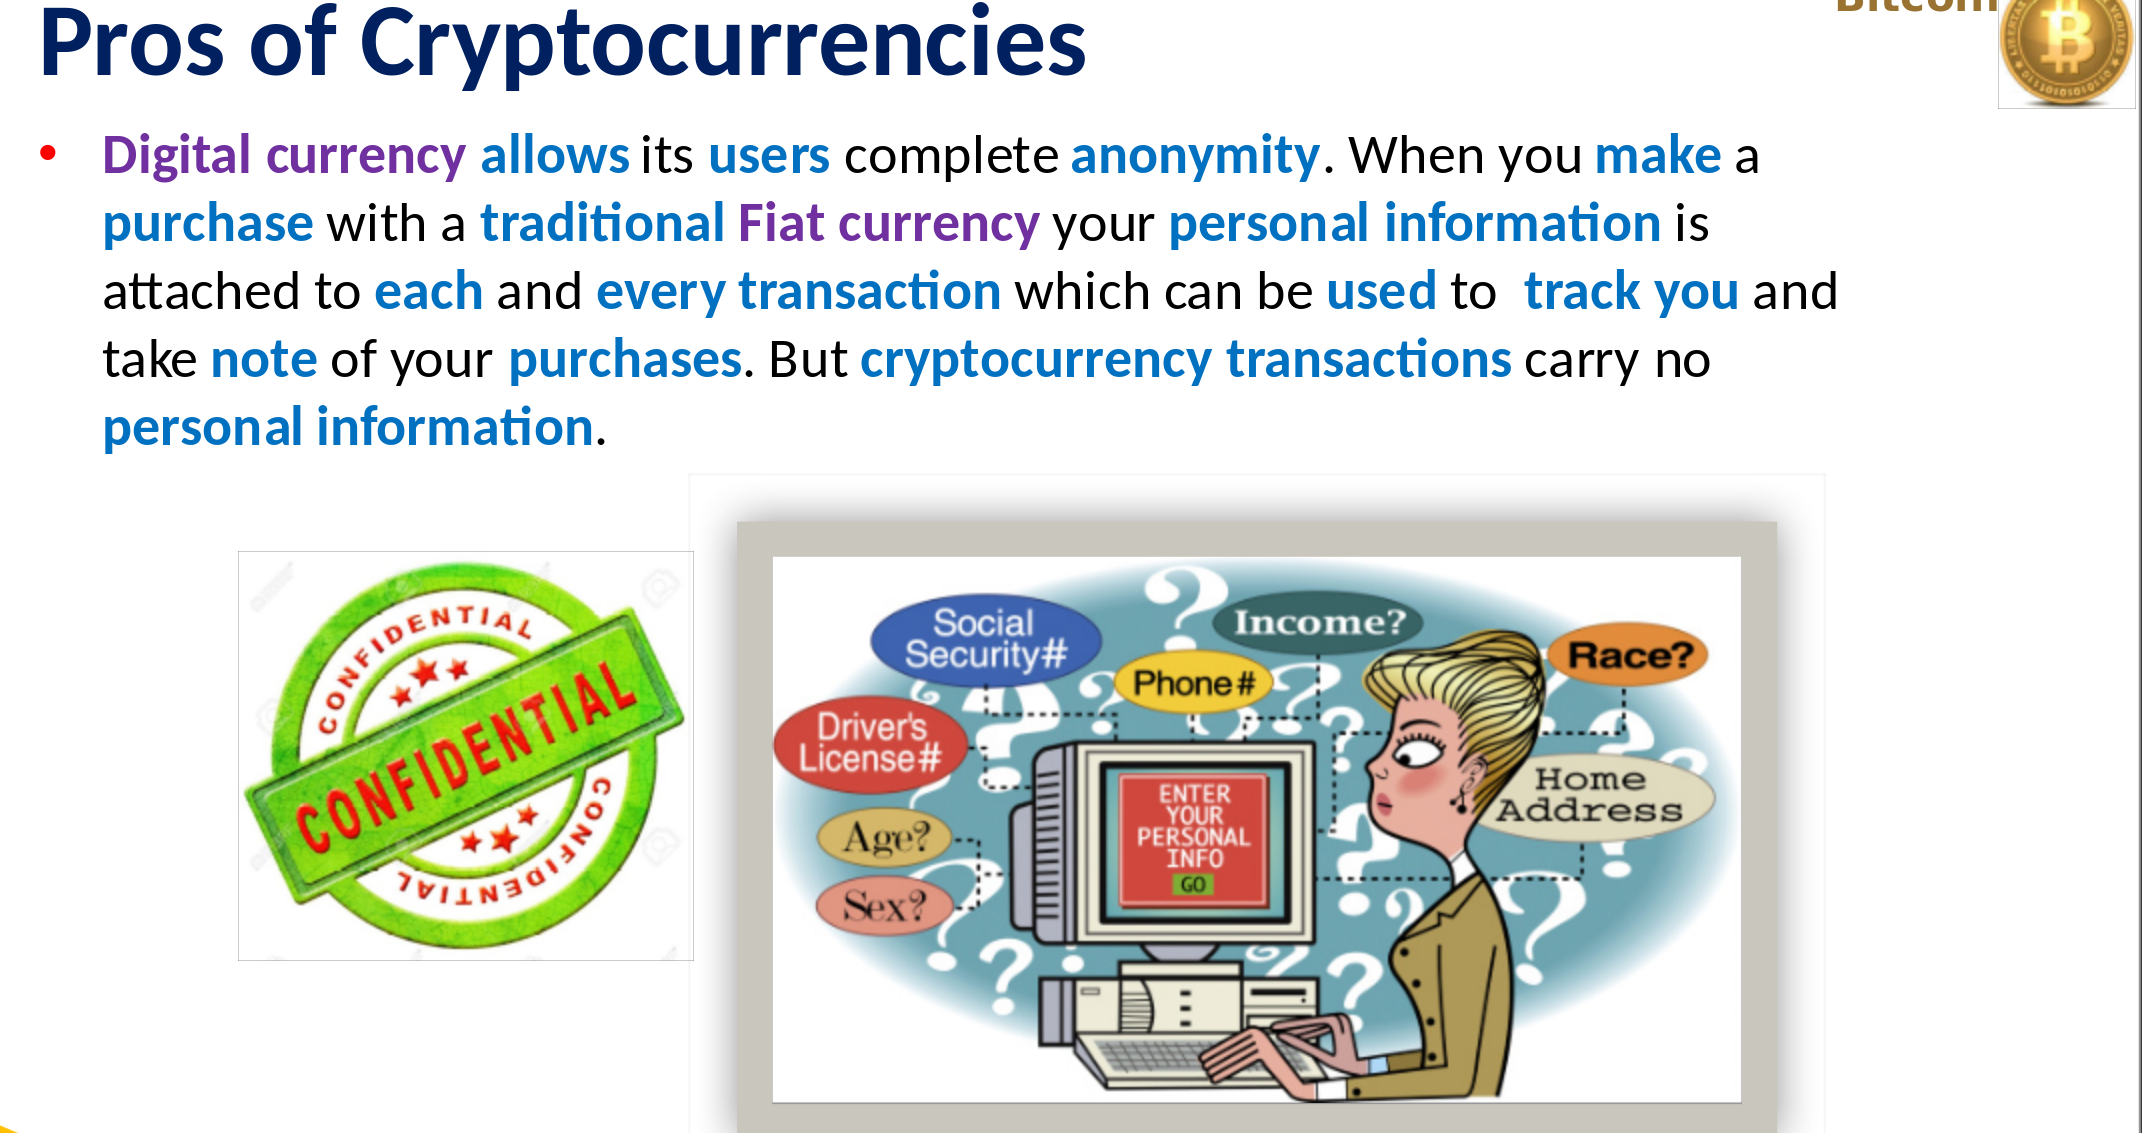 Pros of Cryptocurrencies
Bitcoin
• Digital currency allows its users complete anonymity. When you make a
purchase with a traditional Fiat currency your personal information is
attached to each and every transaction which can be used to track you and
take note of your purchases. But cryptocurrency transactions carry no
personal information.
CONFIDENTIAL
CONFIDENTIAL
CONFIDENTIAL
Social
Security#
Income?
Phone#
Race?
Driver's
License#
Home
Address
Age?
Sex?
ENTER
YOUR
PERSONAL
INFO
GO